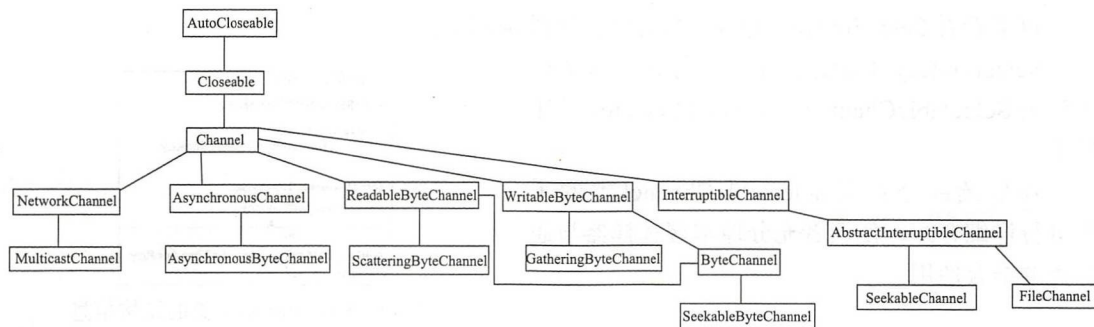 AutoCloseable
Closeable
Channel
NetworkChannel
AsynchronousChannel
ReadableByteChannel
WritableByteChannel
InterruptibleChannel
MulticastChannel
AsynchronousByteChannel
ScatteringByteChannel
GatheringByteChannel
ByteChannel
AbstractInterruptibleChannel
SeekableByteChannel
SeekableChannel
FileChannel